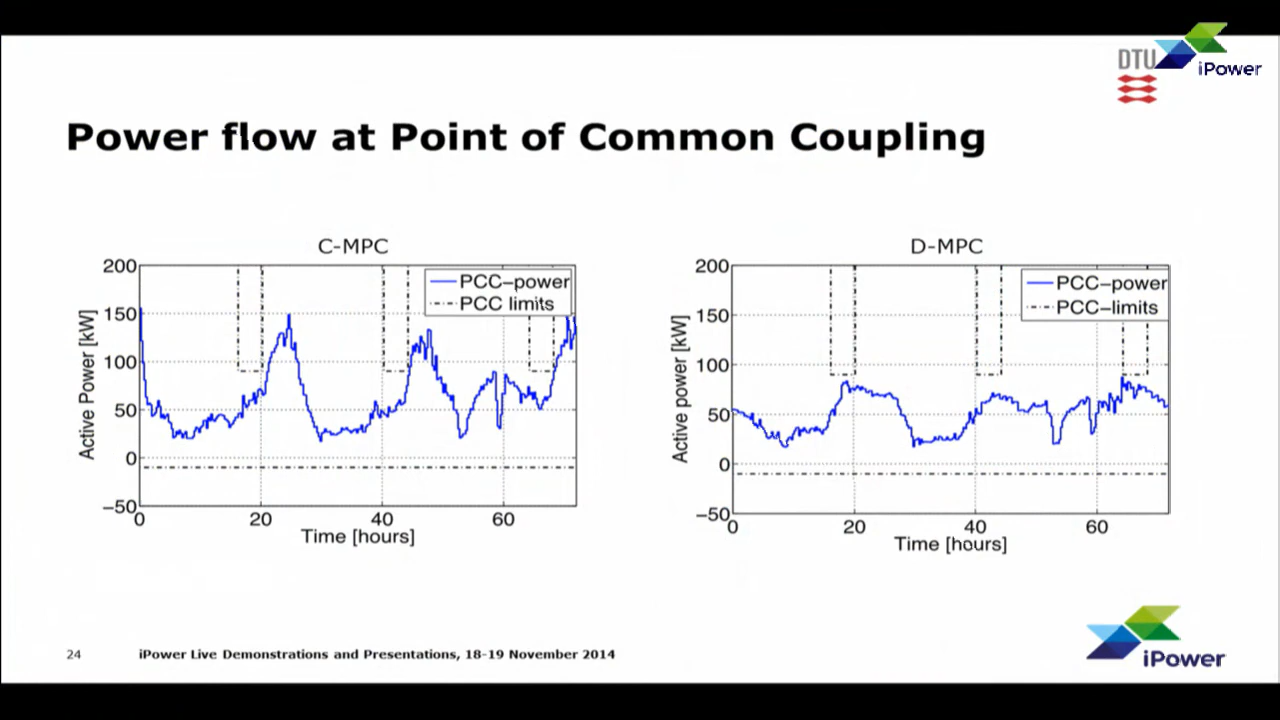 DTU
iPower
Power flow at Point of Common Coupling
C-MPC
200
150
100
50
0
−50
Active Power [kW]
0 20 40 60
Time [hours]
PCC−power
PCC limits
D-MPC
200
150
100
50
0
−50
Active power [kW]
0 20 40 60
Time [hours]
PCC−power
PCC−limits
24
iPower Live Demonstrations and Presentations, 18-19 November 2014
iPower